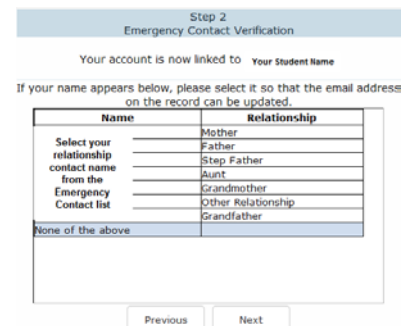 Step 2
Emergency Contact Verification
Your account is now linked to Your Student Name
If your name appears below, please select it so that the email address
on the record can be updated.
Name Relationship
Select your
relationship
contact name
from the
Emergency
Contact list
Mother
Father
Step Father
Aunt
Grandmother
Other Relationship
Grandfather
None of the above
Previous Next